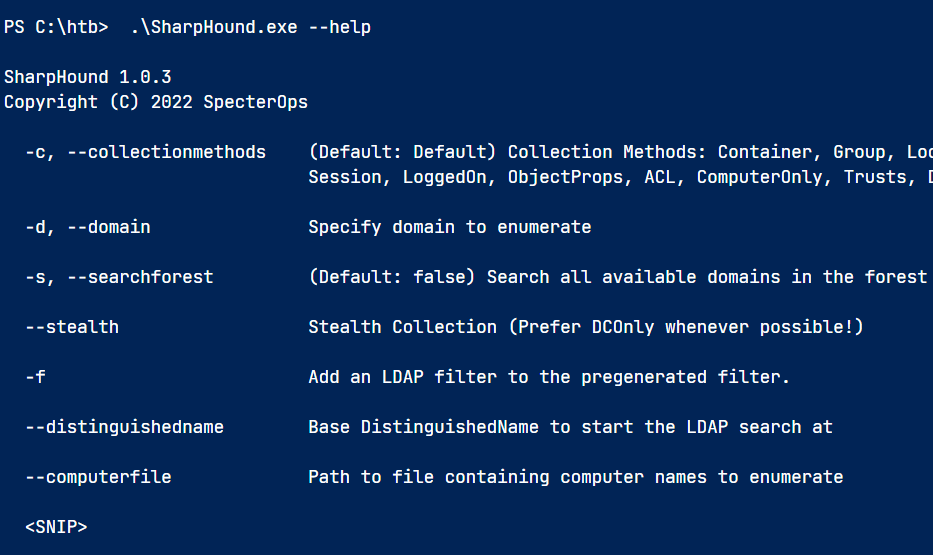 PS C:\htb>  .\SharpHound.exe --help
SharpHound 1.0.3
Copyright (C) 2022 SpecterOps
-c, --collectionmethods    (Default: Default) Collection Methods: Container, Group,
Session, LoggedOn, ObjectProps, ACL, ComputerOnly, Trusts,
-d, --domain               Specify domain to enumerate
-s, --searchforest         (Default: false) Search all available domains in the forest
--stealth                  Stealth Collection (Prefer DCOnly whenever possible!)
-f                         Add an LDAP filter to the pregenerated filter.
--distinguishedname        Base DistinguishedName to start the LDAP search at
--computerfile             Path to file containing computer names to enumerate
<SNIP>